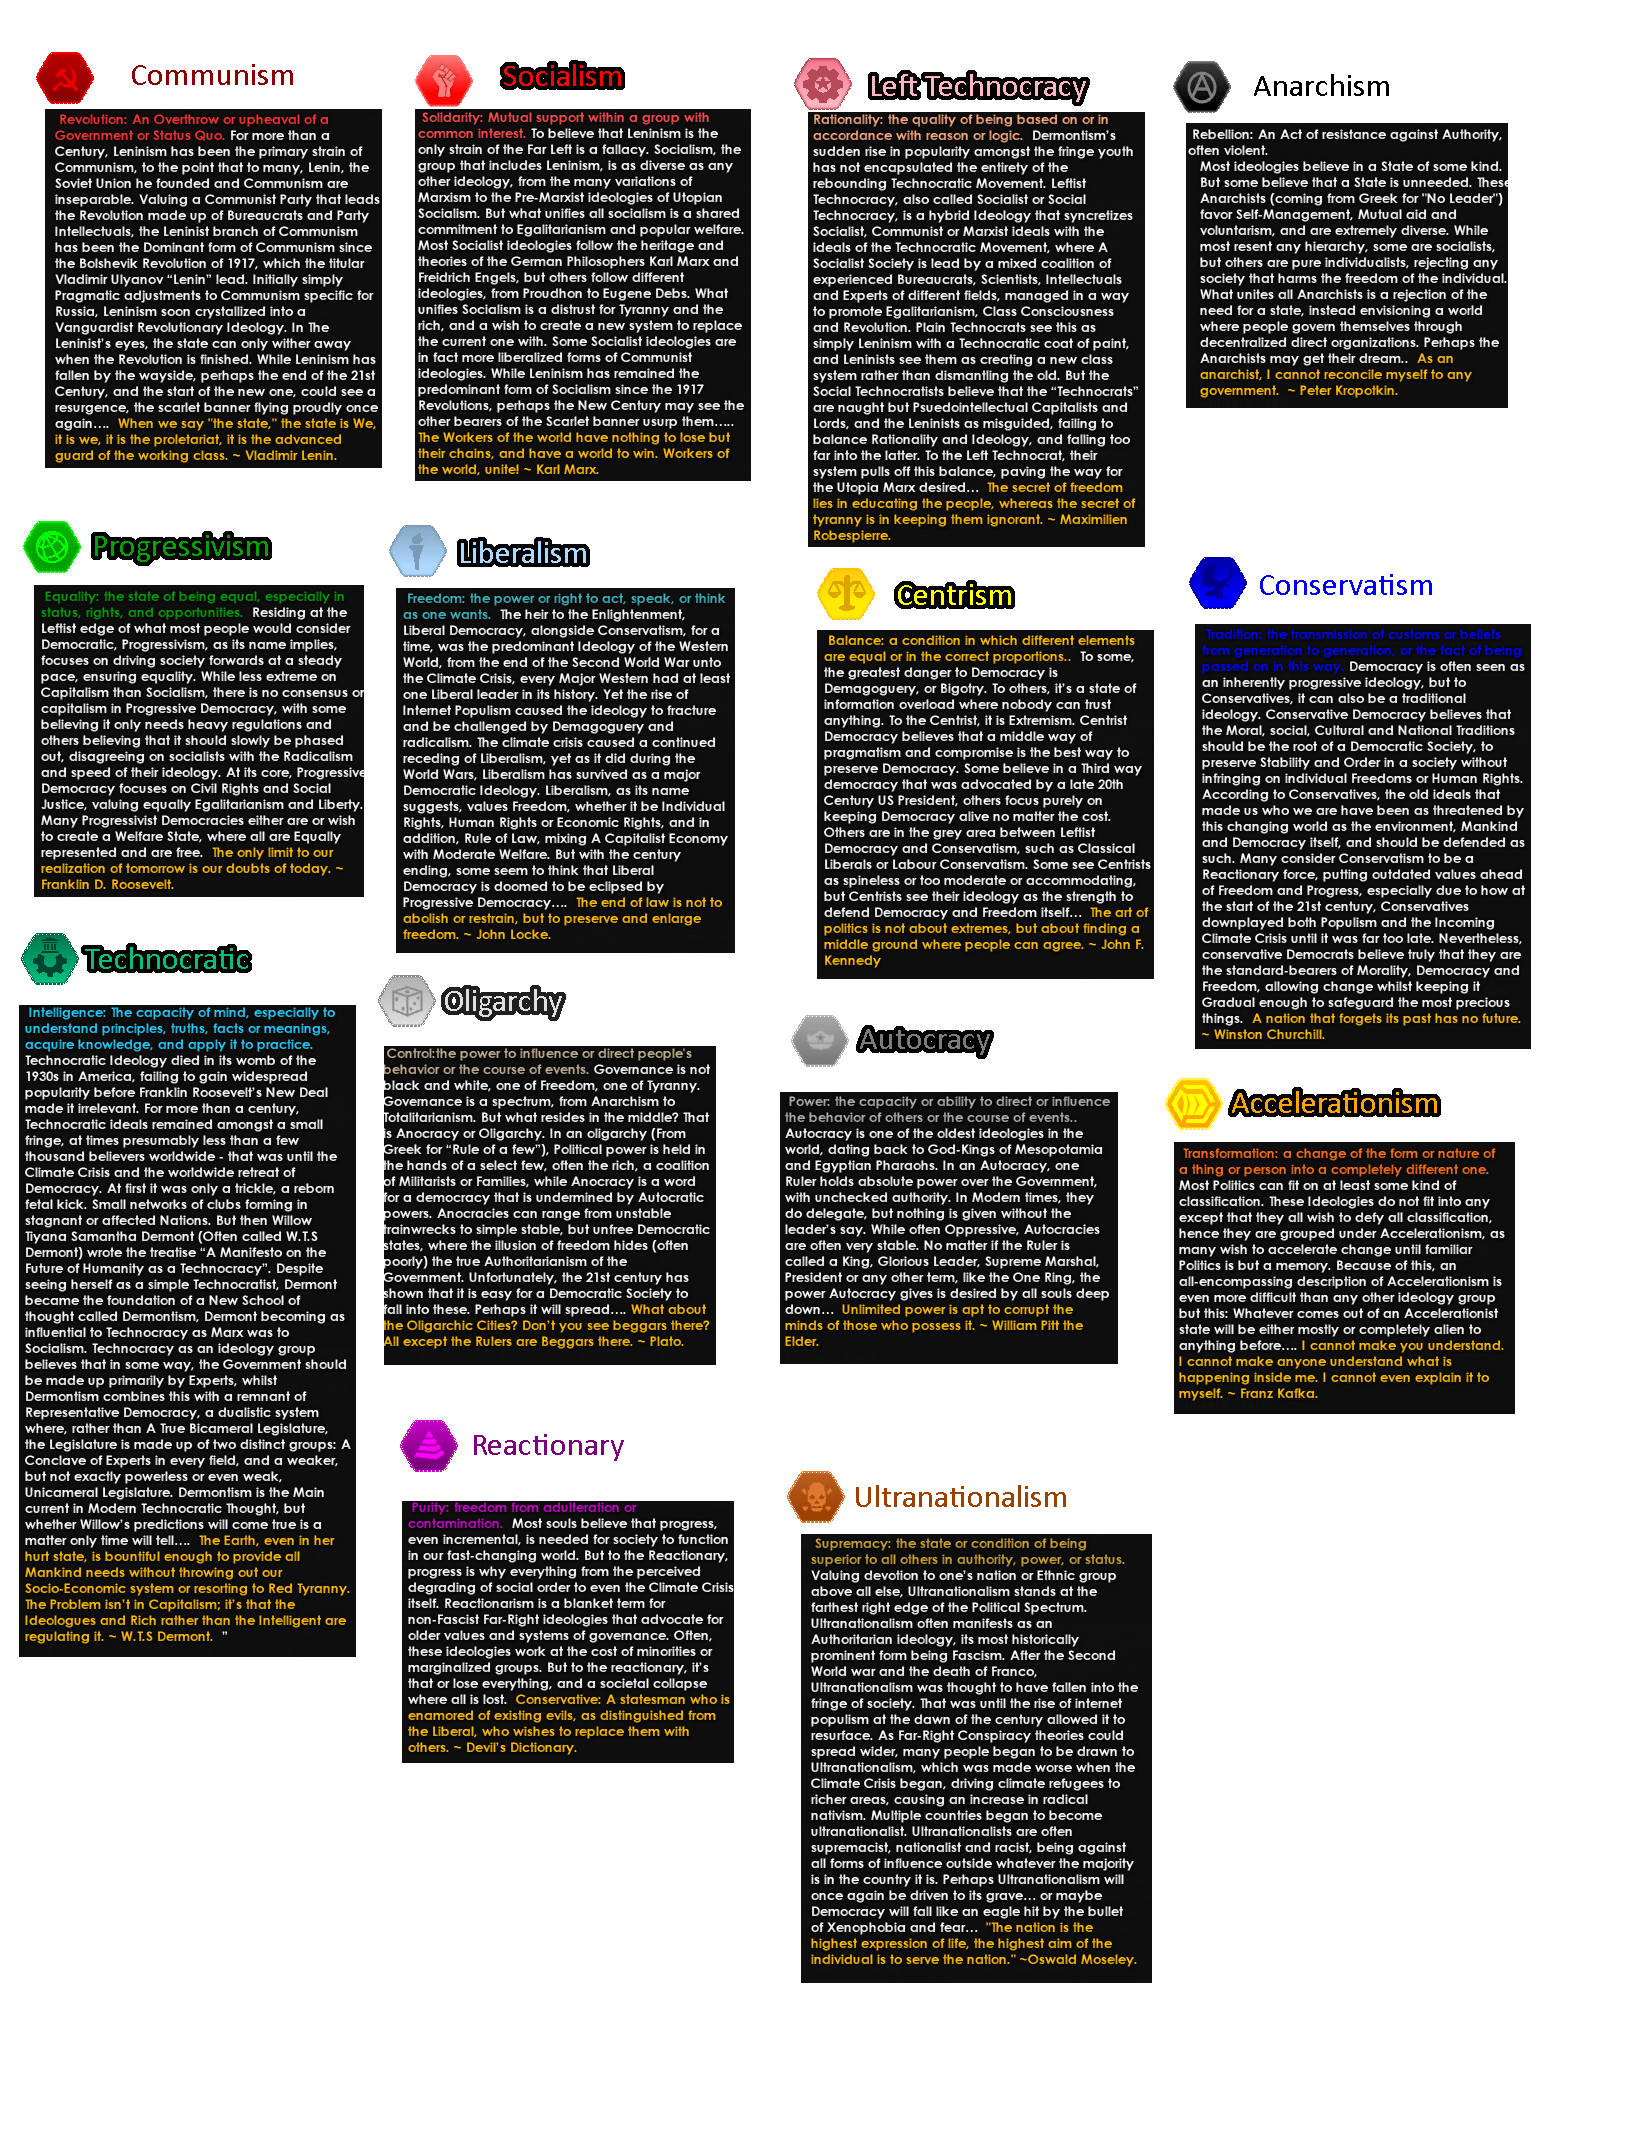 Communism
Revolution: An Overthrow or upheaval of a
Government or Status Quo. For more than a
Century, Leninism has been the primary strain of
Communism, to the point that to many, Lenin, the
Soviet Union he founded and Communism are
inseparable. Valuing a Communist Party that leads
the Revolution made up of Bureaucrats and Party
Intellectuals, the Leninist branch of Communism
has been the Dominant form of Communism since
the Bolshevik Revolution of 1917, which the titular
Vladimir Ulyanov “Lenin” lead. Initially simply
Pragmatic adjustments to Communism specific for
Russia, Leninism soon crystallized into a
Vanguardist Revolutionary Ideology. In The
Leninist's eyes, the state can only wither away
when the Revolution is finished. While Leninism has
fallen by the wayside, perhaps the end of the 21st
Century, and the start of the new one, could see a
resurgence, the scarlet banner flying proudly once
again…. When we say "the state," the state is We,
it is we, it is the proletariat, it is the advanced
guard of the working class. ~ Vladimir Lenin.
Socialism
Solidarity: Mutual support within a group with
common interest. To believe that Leninism is the
only strain of the Far Left is a fallacy. Socialism, the
group that includes Leninism, is as diverse as any
other ideology, from the many variations of
Marxism to the Pre-Marxist ideologies of Utopian
Socialism. But what unifies all socialism is a shared
commitment to Egalitarianism and popular welfare.
Most Socialist ideologies follow the heritage and
theories of the German Philosophers Karl Marx and
Freidrich Engels, but others follow different
ideologies, from Proudhon to Eugene Debs. What
unifies Socialism is a distrust for Tyranny and the
rich, and a wish to create a new system to replace
the current one with. Some Socialist ideologies are
in fact more liberalized forms of Communist
ideologies. While Leninism has remained the
predominant form of Socialism since the 1917
Revolutions, perhaps the New Century may see the
other bearers of the Scarlet banner usurp them…..
The Workers of the world have nothing to lose but
their chains, and have a world to win. Workers of
the world, unite! ~ Karl Marx.
Left Technocracy
Rationality: the quality of being based on or in
accordance with reason or logic. Dermontism's
sudden rise in popularity amongst the fringe youth
has not encapsulated the entirety of the
rebounding Technocratic Movement. Leftist
Technocracy, also called Socialist or Social
Technocracy, is a hybrid Ideology that syncretizes
Socialist, Communist or Marxist ideals with the
ideals of the Technocratic Movement, where A
Socialist Society is lead by a mixed coalition of
experienced Bureaucrats, Scientists, Intellectuals
and Experts of different fields, managed in a way
to promote Egalitarianism, Class Consciousness
and Revolution. Plain Technocrats see this as
simply Leninism with a Technocratic coat of paint,
and Leninists see them as creating a new class
system rather than dismantling the old. But the
Social Technocratists believe that the “Technocrats”
are naught but Psuedointellectual Capitalists and
Lords, and the Leninists as misguided, failing to
balance Rationality and Ideology, and falling too
far into the latter. To the Left Technocrat, their
system pulls off this balance, paving the way for
the Utopia Marx desired… The secret of freedom
lies in educating the people, whereas the secret of
tyranny is in keeping them ignorant. ~ Maximilien
Robespierre.
Anarchism
Rebellion: An Act of resistance against Authority,
often violent.
Most ideologies believe in a State of some kind.
But some believe that a State is unneeded. These
Anarchists (coming from Greek for "No Leader")
favor Self-Management, Mutual aid and
voluntarism, and are extremely diverse. While
most resent any hierarchy, some are socialists,
but others are pure individualists, rejecting any
society that harms the freedom of the individual.
What unites all Anarchists is a rejection of the
need for a state, instead envisioning a world
where people govern themselves through
decentralized direct organizations. Perhaps the
Anarchists may get their dream.. As an
anarchist, I cannot reconcile myself to any
government. ~ Peter Kropotkin.
Progressivism
Equality: the state of being equal, especially in
status, rights, and opportunities. Residing at the
Leftist edge of what most people would consider
Democratic, Progressivism, as its name implies,
focuses on driving society forwards at a steady
pace, ensuring equality. While less extreme on
Capitalism than Socialism, there is no consensus on
capitalism in Progressive Democracy, with some
believing it only needs heavy regulations and
others believing that it should slowly be phased
out, disagreeing on socialists with the Radicalism
and speed of their ideology. At its core, Progressive
Democracy focuses on Civil Rights and Social
Justice, valuing equally Egalitarianism and Liberty.
Many Progressivist Democracies either are or wish
to create a Welfare State, where all are Equally
represented and are free. The only limit to our
realization of tomorrow is our doubts of today. ~
Franklin D. Roosevelt.
Liberalism
Freedom: the power or right to act, speak, or think
as one wants. The heir to the Enlightenment,
Liberal Democracy, alongside Conservatism, for a
time, was the predominant Ideology of the Western
World, from the end of the Second World War unto
the Climate Crisis, every Major Western had at least
one Liberal leader in its history. Yet the rise of
Internet Populism caused the ideology to fracture
and be challenged by Demagoguery and
radicalism. The climate crisis caused a continued
receding of Liberalism, yet as it did during the
World Wars, Liberalism has survived as a major
Democratic Ideology. Liberalism, as its name
suggests, values Freedom, whether it be Individual
Rights, Human Rights or Economic Rights, and in
addition, Rule of Law, mixing A Capitalist Economy
with Moderate Welfare. But with the century
ending, some seem to think that Liberal
Democracy is doomed to be eclipsed by
Progressive Democracy…. The end of law is not to
abolish or restrain, but to preserve and enlarge
freedom. ~ John Locke.
Centrism
Balance: a condition in which different elements
are equal or in the correct proportions.. To some,
the greatest danger to Democracy is
Demagoguery, or Bigotry. To others, it's a state of
information overload where nobody can trust
anything. To the Centrist, it is Extremism. Centrist
Democracy believes that a middle way of
pragmatism and compromise is the best way to
preserve Democracy. Some believe in a Third way
democracy that was advocated by a late 20th
Century US President, others focus purely on
keeping Democracy alive no matter the cost.
Others are in the grey area between Leftist
Democracy and Conservatism, such as Classical
Liberals or Labour Conservatism. Some see Centrists
as spineless or too moderate or accommodating,
but Centrists see their ideology as the strength to
defend Democracy and Freedom itself… The art of
politics is not about extremes, but about finding a
middle ground where people can agree. ~ John F.
Kennedy
Conservatism
Tradition: the transmission of customs or beliefs
from generation to generation, or the fact of being
passed on in this way. Democracy is often seen as
an inherently progressive ideology, but to
Conservatives, it can also be a traditional
ideology. Conservative Democracy believes that
the Moral, social, Cultural and National Traditions
should be the root of a Democratic Society, to
preserve Stability and Order in a society without
infringing on individual Freedoms or Human Rights.
According to Conservatives, the old ideals that
made us who we are have been as threatened by
this changing world as the environment, Mankind
and Democracy itself, and should be defended as
such. Many consider Conservatism to be a
Reactionary force, putting outdated values ahead
of Freedom and Progress, especially due to how at
the start of the 21st century, Conservatives
downplayed both Populism and the Incoming
Climate Crisis until it was far too late. Nevertheless,
conservative Democrats believe truly that they are
the standard-bearers of Morality, Democracy and
Freedom, allowing change whilst keeping it
Gradual enough to safeguard the most precious
things. A nation that forgets its past has no future.
~ Winston Churchill.
Technocratic
Intelligence: The capacity of mind, especially to
understand principles, truths, facts or meanings,
acquire knowledge, and apply it to practice.
Technocratic Ideology died in its womb of the
1930s in America, failing to gain widespread
popularity before Franklin Roosevelt's New Deal
made it irrelevant. For more than a century,
Technocratic ideals remained amongst a small
fringe, at times presumably less than a few
thousand believers worldwide - that was until the
Climate Crisis and the worldwide retreat of
Democracy. At first it was only a trickle, a reborn
fetal kick. Small networks of clubs forming in
stagnant or affected Nations. But then Willow
Tiyana Samantha Dermont (Often called W.T.S
Dermont) wrote the treatise “A Manifesto on the
Future of Humanity as a Technocracy”. Despite
seeing herself as a simple Technocratist, Dermont
became the foundation of a New School of
thought called Dermontism, Dermont becoming as
influential to Technocracy as Marx was to
Socialism. Technocracy as an ideology group
believes that in some way, the Government should
be made up primarily by Experts, whilst
Dermontism combines this with a remnant of
Representative Democracy, a dualistic system
where, rather than A True Bicameral Legislature,
the Legislature is made up of two distinct groups: A
Conclave of Experts in every field, and a weaker,
but not exactly powerless or even weak,
Unicameral Legislature. Dermontism is the Main
current in Modern Technocratic Thought, but
whether Willow's predictions will come true is a
matter only time will tell…. The Earth, even in her
hurt state, is bountiful enough to provide all
Mankind needs without throwing out our
Socio-Economic system or resorting to Red Tyranny.
The Problem isn't in Capitalism; it's that the
Ideologues and Rich rather than the Intelligent are
regulating it. ~ W.T.S Dermont. ”
Oligarchy
Control:the power to influence or direct people's
behavior or the course of events. Governance is not
black and white, one of Freedom, one of Tyranny.
Governance is a spectrum, from Anarchism to
Totalitarianism. But what resides in the middle? That
is Anocracy or Oligarchy. In an oligarchy (From
Greek for “Rule of a few”), Political power is held in
the hands of a select few, often the rich, a coalition
of Militarists or Families, while Anocracy is a word
for a democracy that is undermined by Autocratic
powers. Anocracies can range from unstable
trainwrecks to simple stable, but unfree Democratic
states, where the illusion of freedom hides (often
poorly) the true Authoritarianism of the
Government. Unfortunately, the 21st century has
shown that it is easy for a Democratic Society to
fall into these. Perhaps it will spread…. What about
the Oligarchic Cities? Don't you see beggars there?
All except the Rulers are Beggars there. ~ Plato.
Autocracy
Power: the capacity or ability to direct or influence
the behavior of others or the course of events..
Autocracy is one of the oldest ideologies in the
world, dating back to God-Kings of Mesopotamia
and Egyptian Pharaohs. In an Autocracy, one
Ruler holds absolute power over the Government,
with unchecked authority. In Modern times, they
do delegate, but nothing is given without the
leader's say. While often Oppressive, Autocracies
are often very stable. No matter if the Ruler is
called a King, Glorious Leader, Supreme Marshal,
President or any other term, like the One Ring, the
power Autocracy gives is desired by all souls deep
down… Unlimited power is apt to corrupt the
minds of those who possess it. ~ William Pitt the
Elder.
Accelerationism
Transformation: a change of the form or nature of
a thing or person into a completely different one.
Most Politics can fit on at least some kind of
classification. These Ideologies do not fit into any
except that they all wish to defy all classification,
hence they are grouped under Accelerationism, as
many wish to accelerate change until familiar
Politics is but a memory. Because of this, an
all-encompassing description of Accelerationism is
even more difficult than any other ideology group
but this: Whatever comes out of an Accelerationist
state will be either mostly or completely alien to
anything before…. I cannot make you understand.
I cannot make anyone understand what is
happening inside me. I cannot even explain it to
myself. ~ Franz Kafka.
Reactionary
Purity: freedom from adulteration or
contamination. Most souls believe that progress,
even incremental, is needed for society to function
in our fast-changing world. But to the Reactionary,
progress is why everything from the perceived
degrading of social order to even the Climate Crisis
itself. Reactionarism is a blanket term for
non-Fascist Far-Right ideologies that advocate for
older values and systems of governance. Often,
these ideologies work at the cost of minorities or
marginalized groups. But to the reactionary, it's
that or lose everything, and a societal collapse
where all is lost. Conservative: A statesman who is
enamored of existing evils, as distinguished from
the Liberal, who wishes to replace them with
others. ~ Devil's Dictionary.
Ultranationalism
Supremacy: the state or condition of being
superior to all others in authority, power, or status.
Valuing devotion to one's nation or Ethnic group
above all else, Ultranationalism stands at the
farthest right edge of the Political Spectrum.
Ultranationalism often manifests as an
Authoritarian ideology, its most historically
prominent form being Fascism. After the Second
World war and the death of Franco,
Ultranationalism was thought to have fallen into the
fringe of society. That was until the rise of internet
populism at the dawn of the century allowed it to
resurface. As Far-Right Conspiracy theories could
spread wider, many people began to be drawn to
Ultranationalism, which was made worse when the
Climate Crisis began, driving climate refugees to
richer areas, causing an increase in radical
nativism. Multiple countries began to become
ultranationalist. Ultranationalists are often
supremacist, nationalist and racist, being against
all forms of influence outside whatever the majority
is in the country it is. Perhaps Ultranationalism will
once again be driven to its grave… or maybe
Democracy will fall like an eagle hit by the bullet
of Xenophobia and fear… "The nation is the
highest expression of life, the highest aim of the
individual is to serve the nation." ~Oswald Moseley.